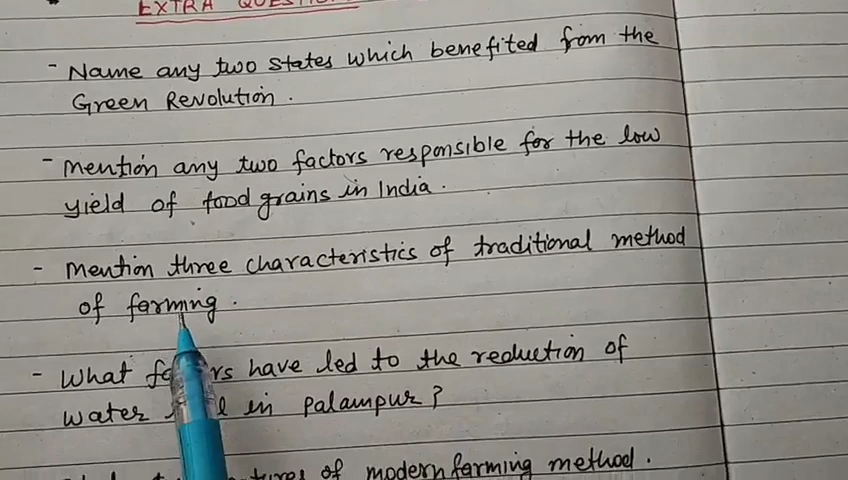 EXTRA
- Name any two states which benefited from the
Green Revolution.
- Mention any two factors responsible for the low
yield of food grains in India.
- Mention three characteristics of traditional method
of farming.
- What have led to the reduction of
water in Palampur?
of modern farming method.